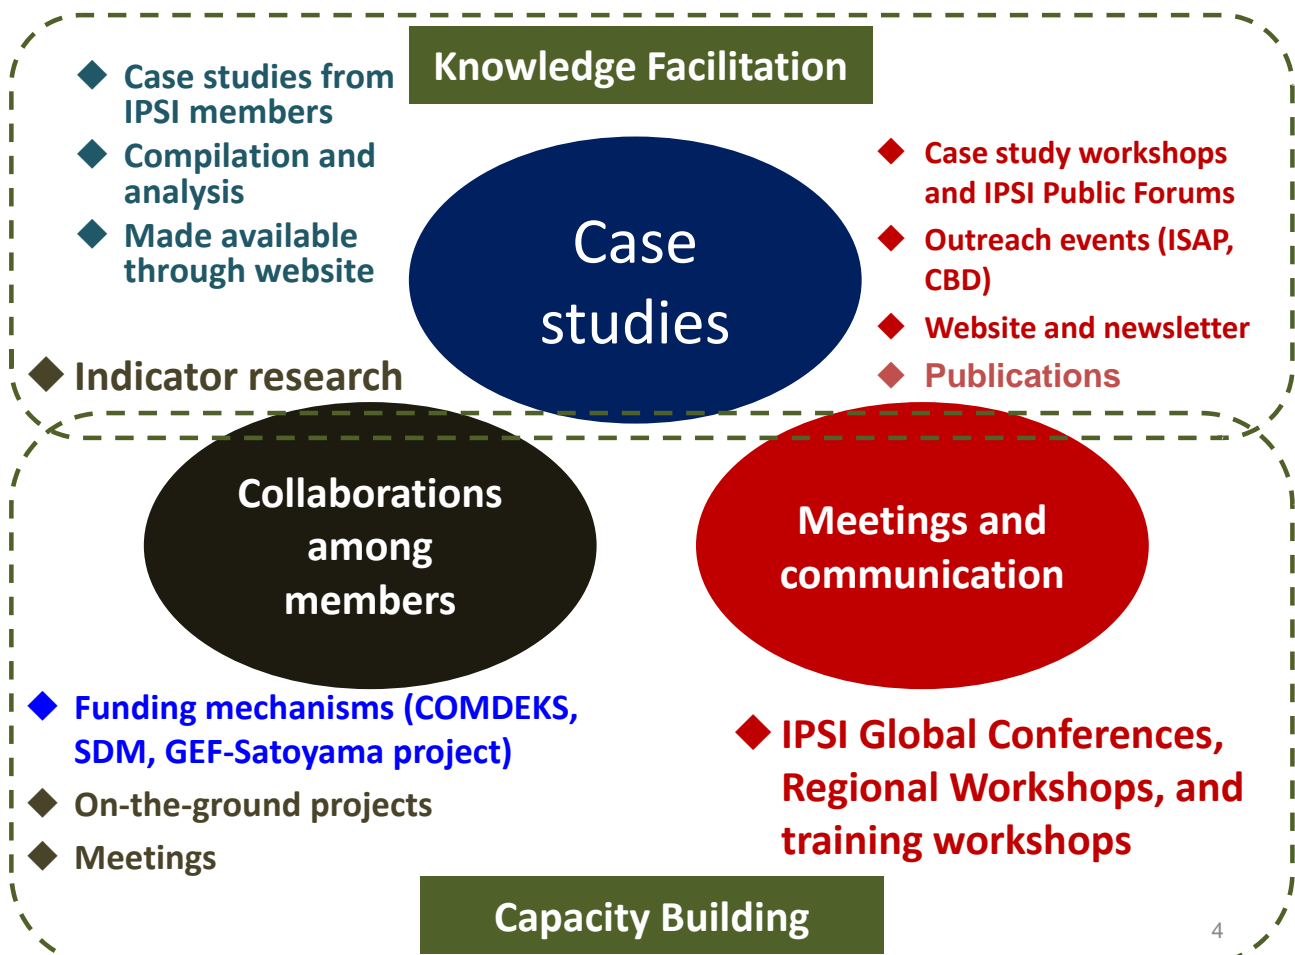 Knowledge Facilitation
Case studies from
IPSI members
Compilation and
analysis
Made available
through website
Indicator research
Case
studies
Case study workshops
and IPSI Public Forums
Outreach events (ISAP,
CBD)
Website and newsletter
Publications
Collaborations
among
members
Meetings and
communication
Funding mechanisms (COMDEKS,
SDM, GEF-Satoyama project)
On-the-ground projects
Meetings
IPSI Global Conferences,
Regional Workshops, and
training workshops
Capacity Building
4